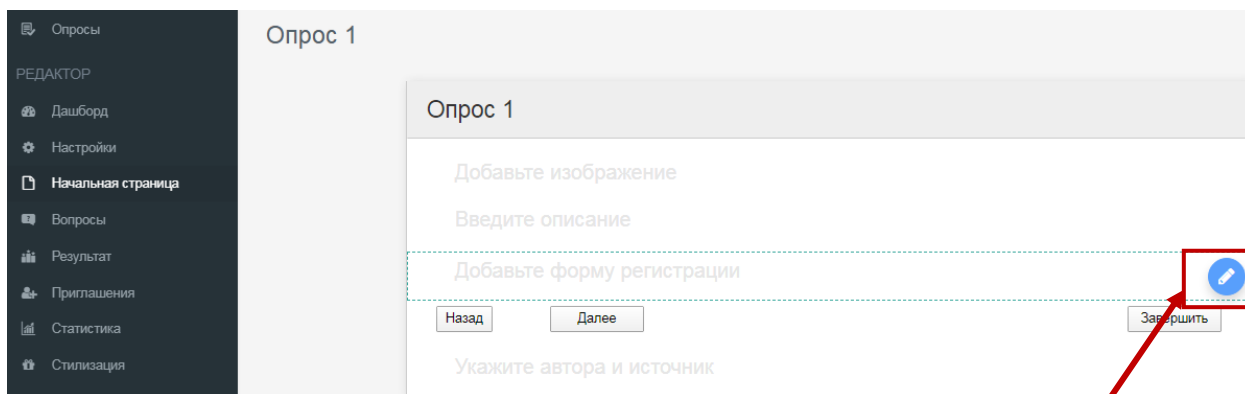 Опросы
РЕДАКТОР
Дашборд
Настройки
Начальная страница
Вопросы
Результат
Приглашения
Статистика
Стилизация
Опрос 1
Опрос 1
Добавьте изображение
Введите описание
Добавьте форму регистрации
Назад Далее Завершить
Укажите автора и источник